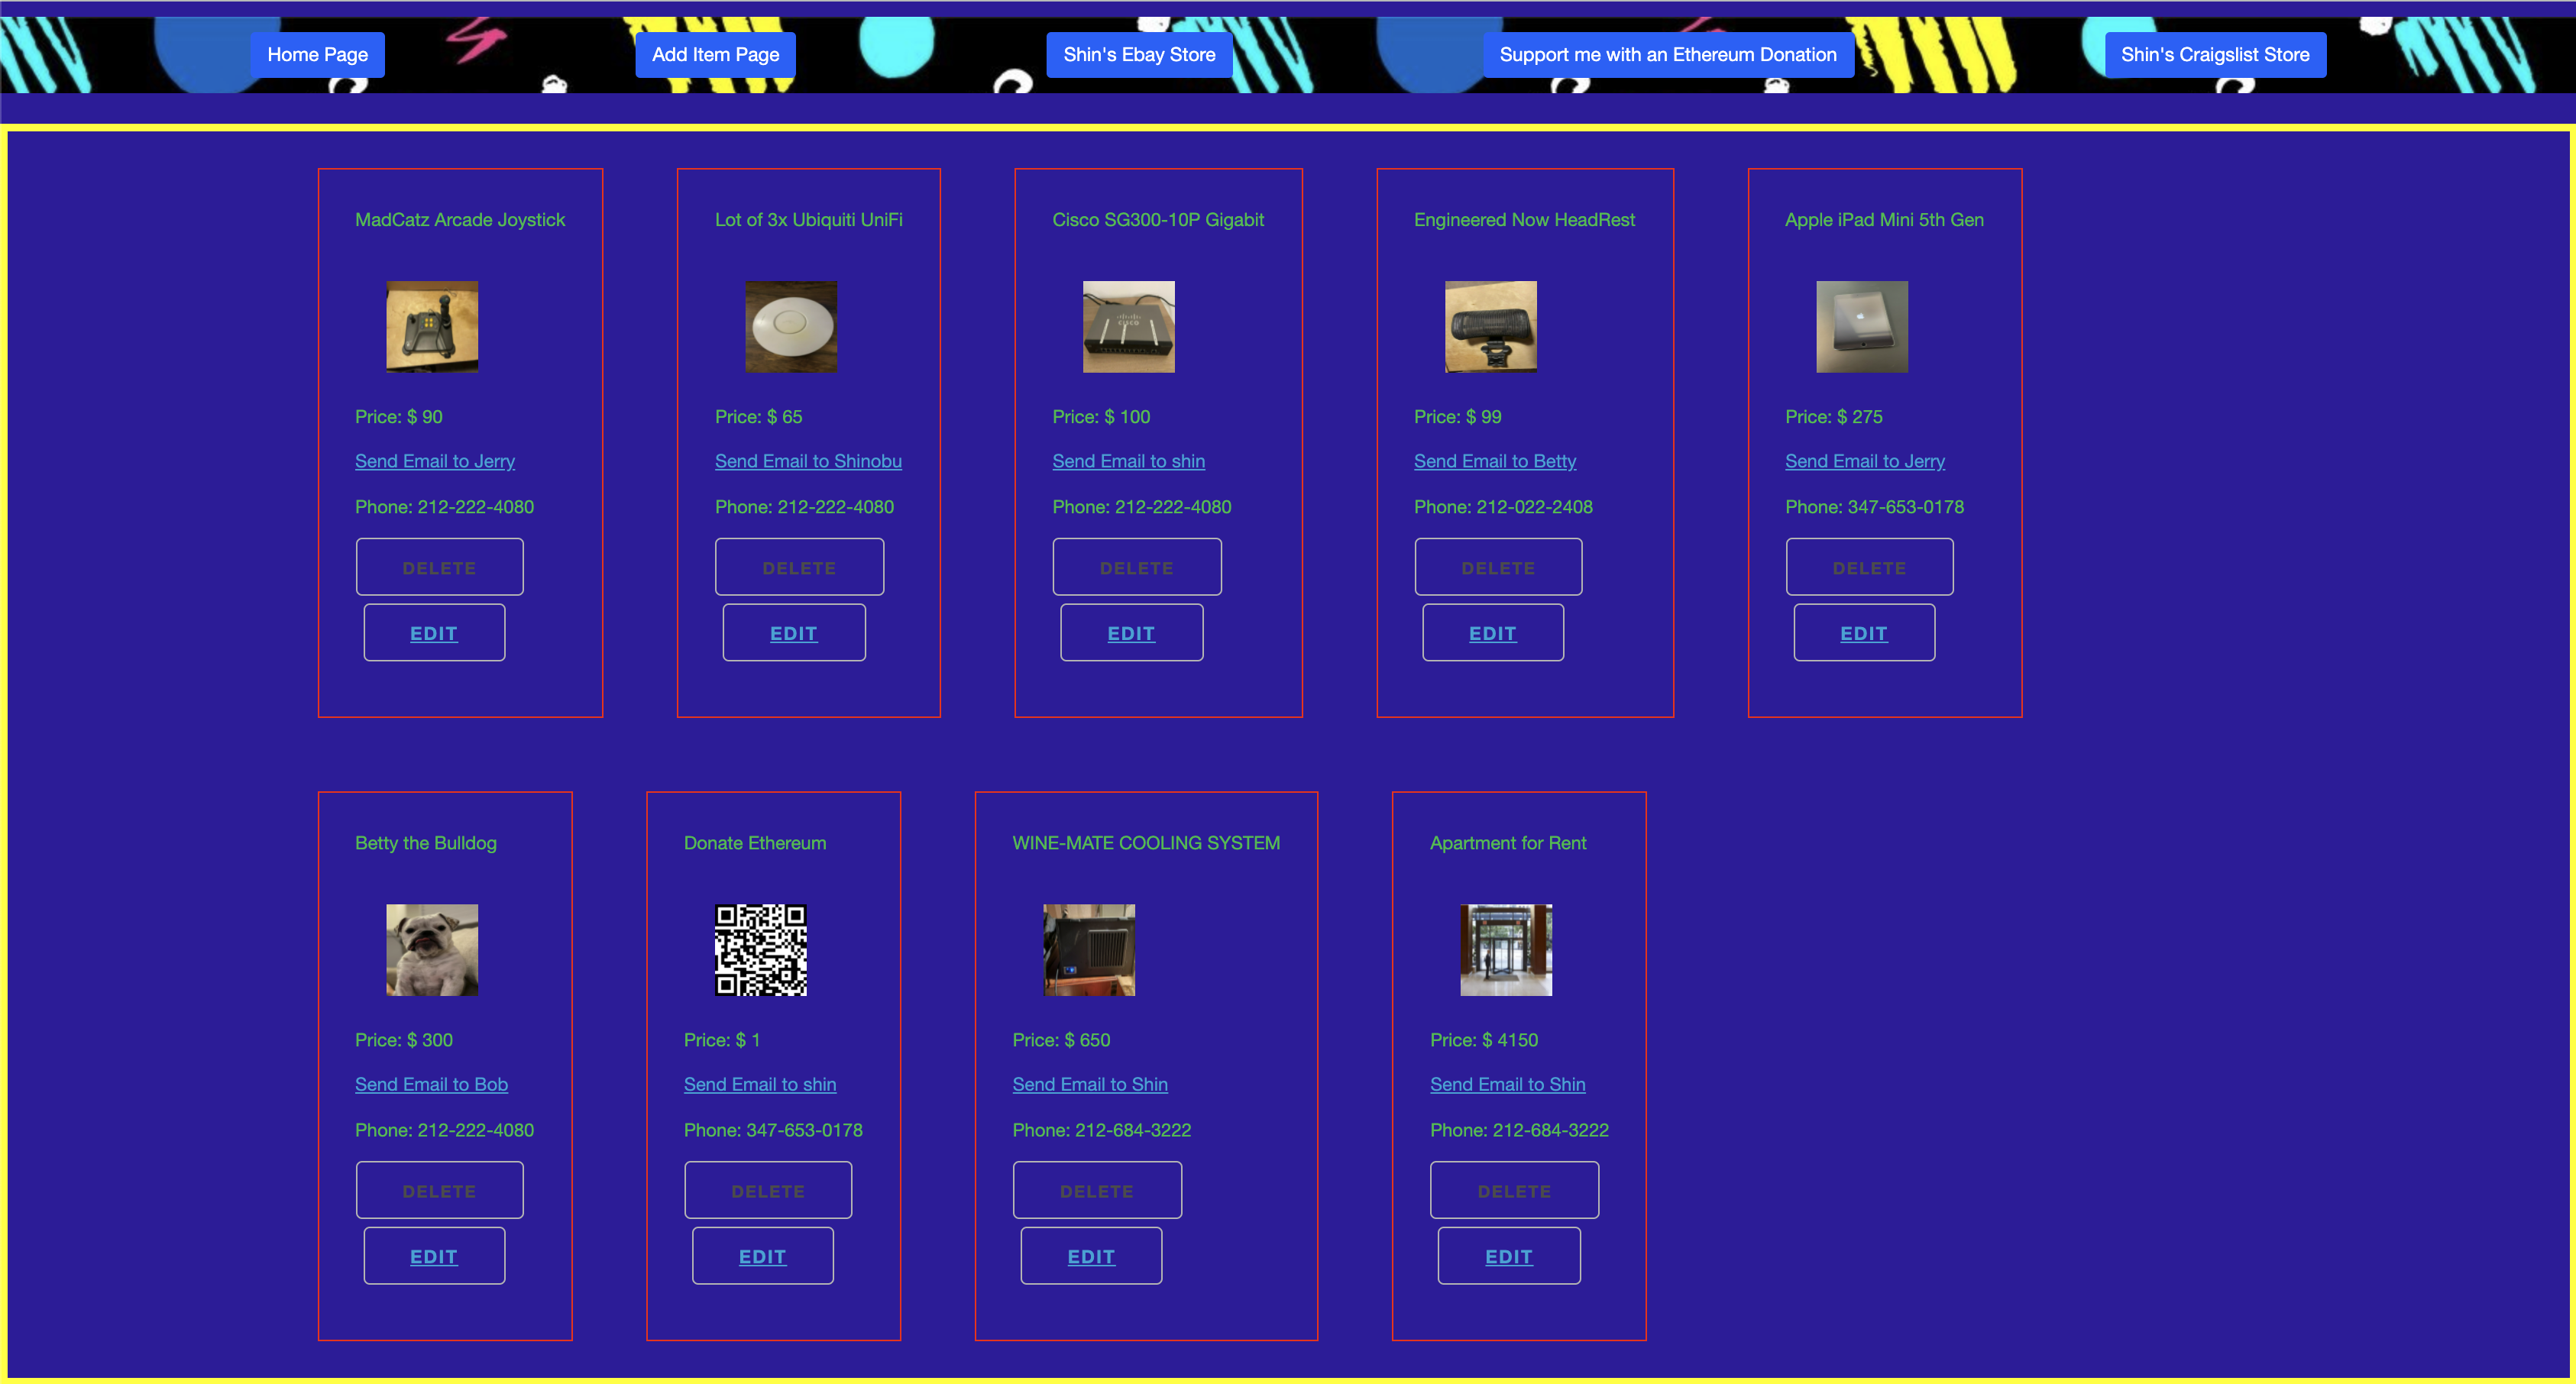 Home Page
Add Item Page
Shin's Ebay Store
Support me with an Ethereum Donation
Shin's Craigslist Store
MadCatz Arcade Joystick
Price: $ 90
Send Email to Jerry
Phone: 212-222-4080
DELETE
EDIT
Lot of 3x Ubiquiti UniFi
Price: $ 65
Send Email to Shinobu
Phone: 212-222-4080
DELETE
EDIT
Cisco SG300-10P Gigabit
CISCO
Price: $ 100
Send Email to shin
Phone: 212-222-4080
DELETE
EDIT
Engineered Now HeadRest
Price: $ 99
Send Email to Betty
Phone: 212-022-2408
DELETE
EDIT
Apple iPad Mini 5th Gen
Price: $ 275
Send Email to Jerry
Phone: 347-653-0178
DELETE
EDIT
Betty the Bulldog
Price: $ 300
Send Email to Bob
Phone: 212-222-4080
DELETE
EDIT
Donate Ethereum
Price: $ 1
Send Email to shin
Phone: 347-653-0178
DELETE
EDIT
WINE-MATE COOLING SYSTEM
Price: $ 650
Send Email to Shin
Phone: 212-684-3222
DELETE
EDIT
Apartment for Rent
Price: $ 4150
Send Email to Shin
Phone: 212-684-3222
DELETE
EDIT